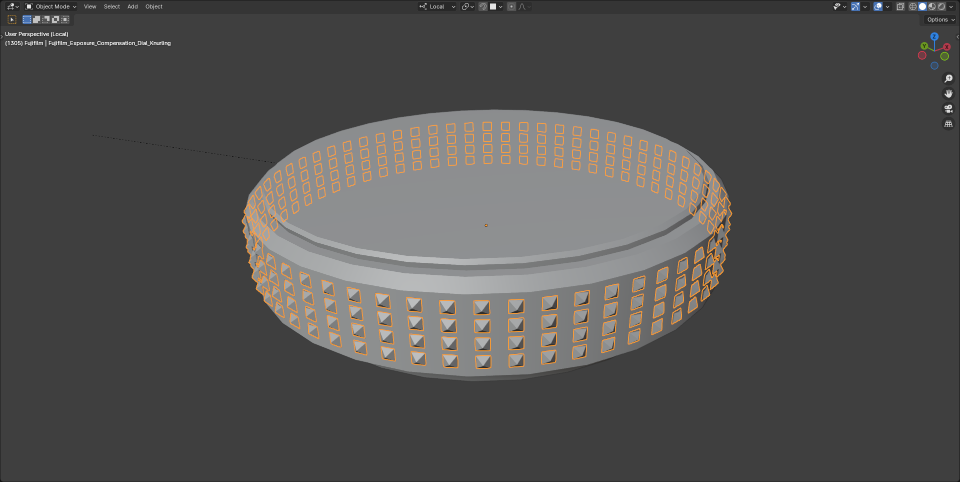 Object Mode View Select Add Object Local
Options
User Perspective (Local)
(1305) Fujifilm | Fujifilm_Exposure_Compensation_Dial_Knurling
Z
Y
X